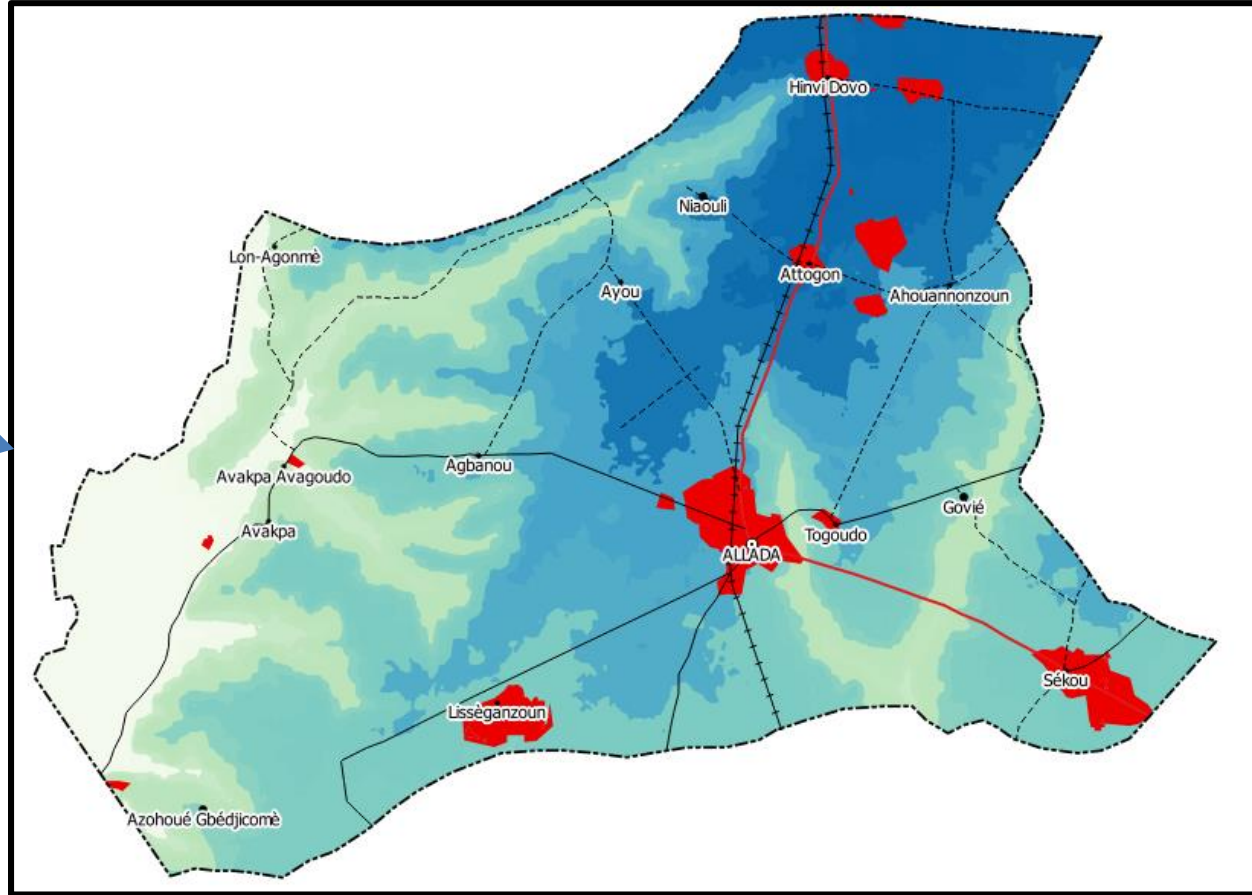 Hinvi Dovo
Niaouli
Lon-Agonmè
Attogon
Ayou
Ahouannonzoun
Agbanou
Avakpa Avagoudo
Govié
Avakpa
Togoudo
ALLADA
Sékou
Lissèganzoun
Azohoué Gbédjicomè